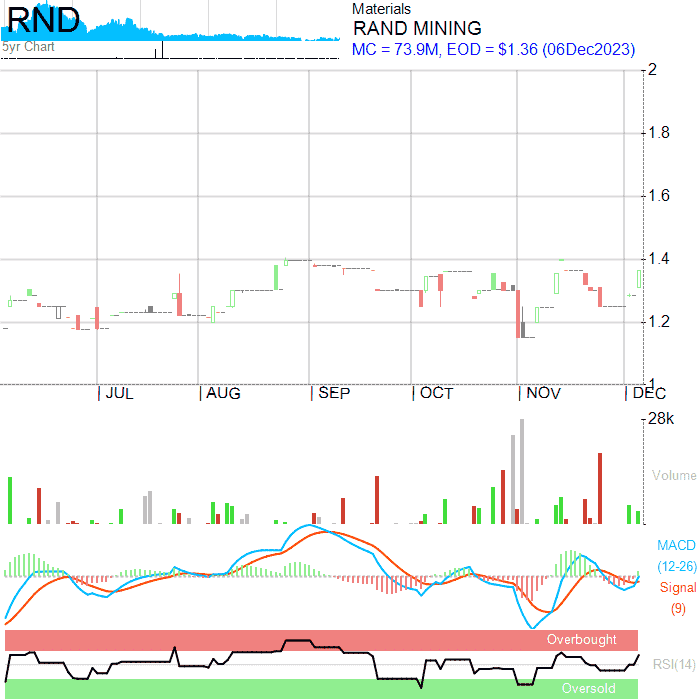 RND
5yr Chart
Materials
RAND MINING
MC = 73.9M, EOD = $1.36 (06Dec2023)
2
1.8
1.6
1.4
1.2
1
JUL AUG SEP OCT NOV DEC
28k
Volume
MACD
(12-26)
Signal
(9)
Overbought
RSI(14)
Oversold